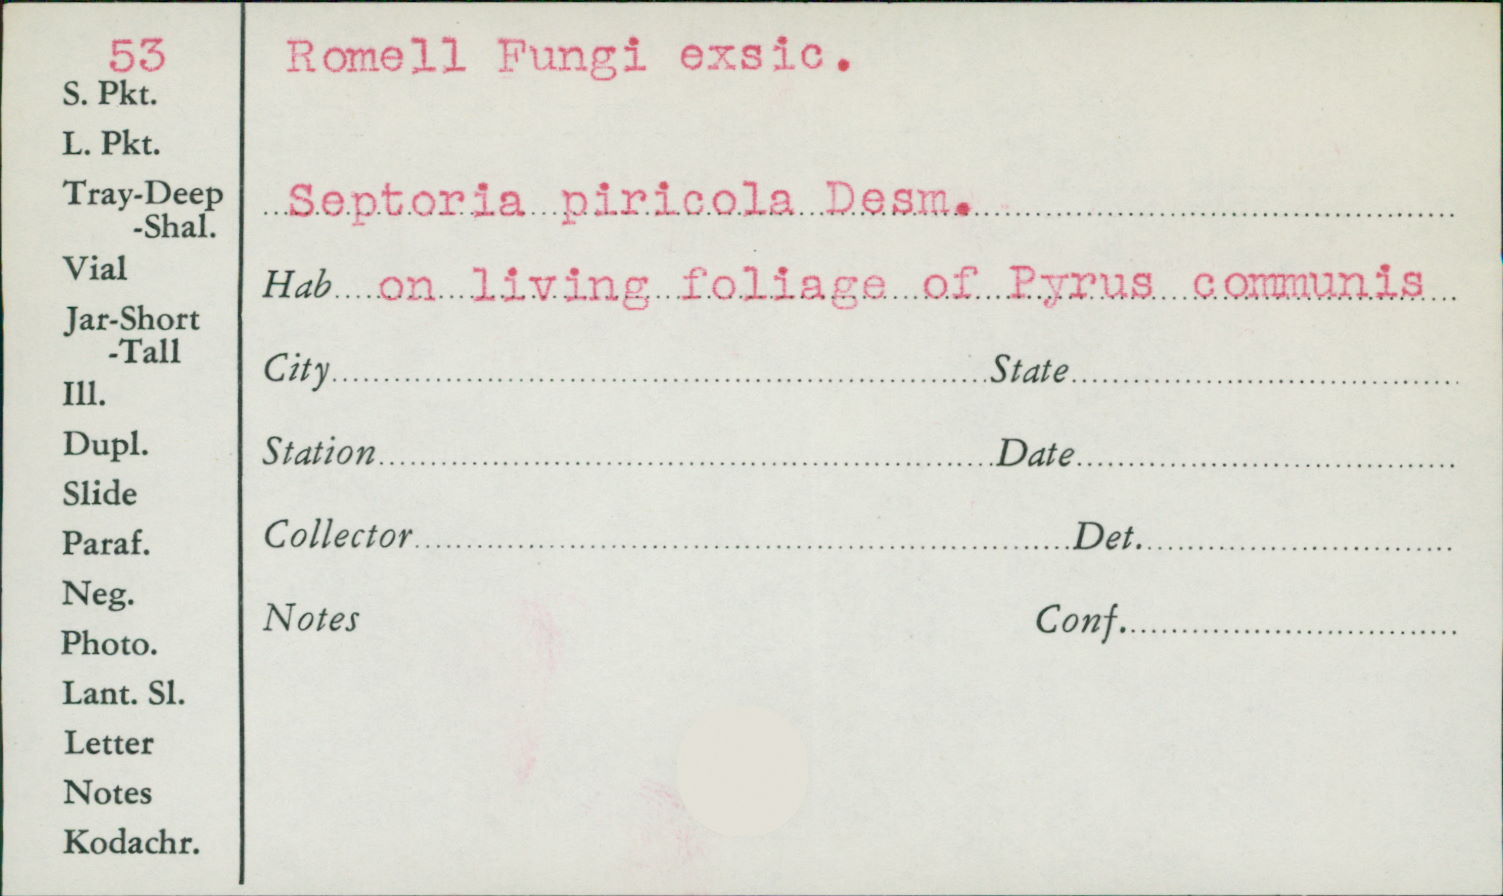 53
S. Pkt.
L. Pkt.
Tray-Deep
-Shal.
Vial
Jar-Short
-Tall
Ill.
Dupl.
Slide
Paraf.
Neg.
Photo.
Lant. Sl.
Letter
Notes
Kodachr.
Romell Fungi exsic.
Septoria piricola Desm.
Hab on living foliage of Pyrus communis
City State
Station Date
Collector Det.
Notes Conf.